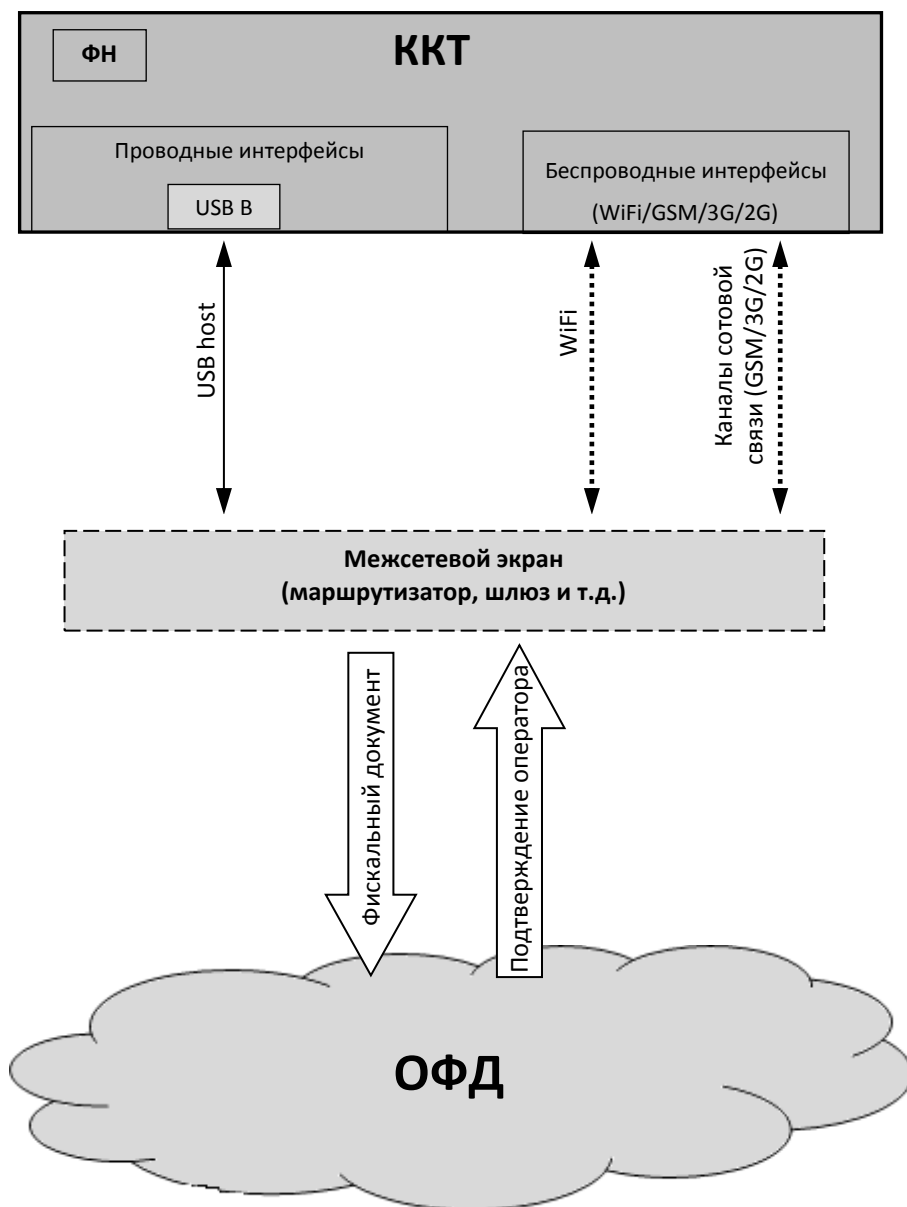 ФН
ККТ
Проводные интерфейсы
USB B
Беспроводные интерфейсы
(WiFi/GSM/3G/2G)
USB host
WiFi
Каналы сотовой
связи (GSM/3G/2G)
Межсетевой экран
(маршрутизатор, шлюз и т.д.)
Фискальный документ
Подтверждение оператора
ОФД